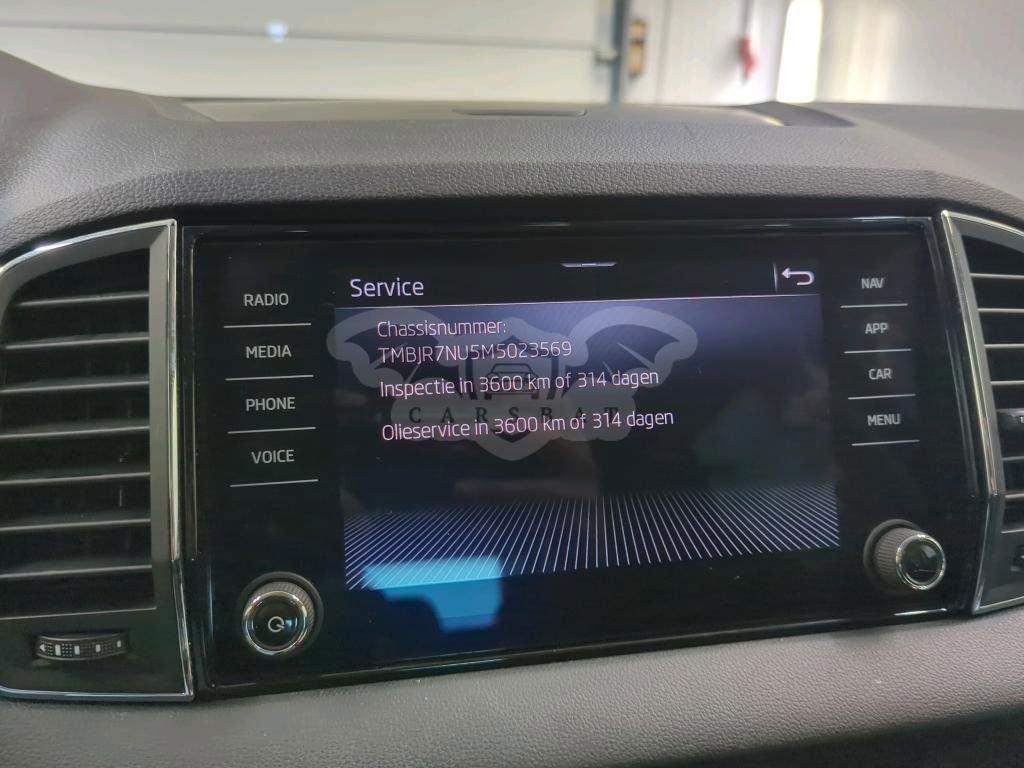 Service
RADIO
MEDIA
PHONE
VOICE
Chassisnummer:
TMBJR7NU5M5023569
Inspectie in 3600 km of 314 dagen
CARSBAT
Olieservice in 3600 km of 314 dagen
NAV
APP
CAR
MENU